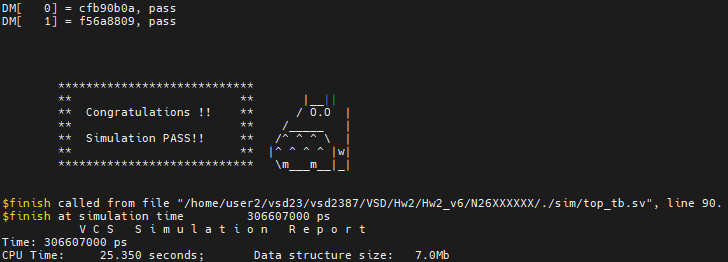 DM[   0] = cfb90b0a, pass
DM[   1] = f56a8809, pass
****************************
**                        **       |__||
**  Congratulations !!    **      / O.O  |
**                        **    /_____   |
**  Simulation PASS!!     **   /^ ^ ^ \  |
**                        **  |^ ^ ^ ^ |w|
****************************   \m___m__|_|
$finish called from file "/home/user2/vsd23/vsd2387/VSD/Hw2/Hw2_v6/N26XXXXXX/./sim/top_tb.sv", line 90.
$finish at simulation time         306607000 ps
           V C S   S i m u l a t i o n   R e p o r t
Time: 306607000 ps
CPU Time:     25.350 seconds;       Data structure size:   7.0Mb